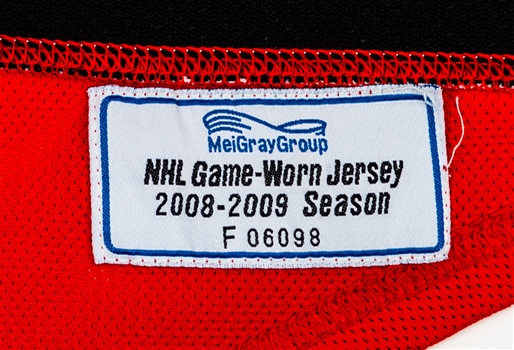 MeiGrayGroup
NHL Game-Worn Jersey
2008-2009 Season
F 06098